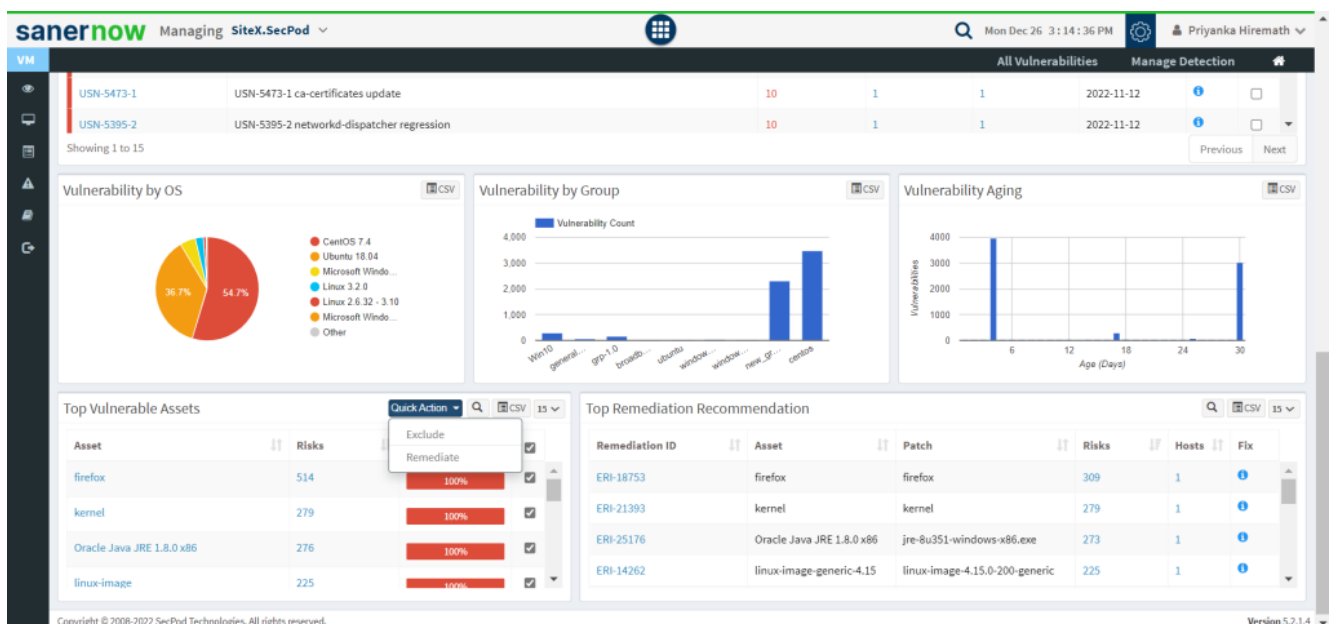 sanernow Managing SiteX.SecPod Mon Dec 26 3:14:36 PM Priyanka Hiremath
VM All Vulnerabilities Manage Detection
USN-5473-1 USN-5473-1 ca-certificates update 10 1 1 2022-11-12
USN-5395-2 USN-5395-2 networkd-dispatcher regression 10 1 1 2022-11-12
Showing 1 to 15 Previous Next
Vulnerability by OS CSV
36.7% 54.7%
CentOS 7.4
Ubuntu 18.04
Microsoft Windo...
Linux 3.2.0
Linux 2.6.32 - 3.10
Microsoft Windo...
Other
Vulnerability by Group CSV
Vulnerability Count
4,000
3,000
2,000
1,000
0
Win10 general... grp-1.0 broadb... ubuntu window... window... new_gr... centos
Vulnerability Aging CSV
Vulnerabilities
4000
3000
2000
1000
0
6 12 18 24 30
Age (Days)
Top Vulnerable Assets Quick Action CSV 15
Exclude
Remediate
Asset Risks
firefox 514 100%
kernel 279 100%
Oracle Java JRE 1.8.0 x86 276 100%
linux-image 225 100%
Top Remediation Recommendation CSV 15
Remediation ID Asset Patch Risks Hosts Fix
ERI-18753 firefox firefox 309 1
ERI-21393 kernel kernel 279 1
ERI-25176 Oracle Java JRE 1.8.0 x86 jre-8u351-windows-x86.exe 273 1
ERI-14262 linux-image-generic-4.15 linux-image-4.15.0-200-generic 225 1
Copyright © 2008-2022 SecPod Technologies. All rights reserved. Version 5.2.1.4